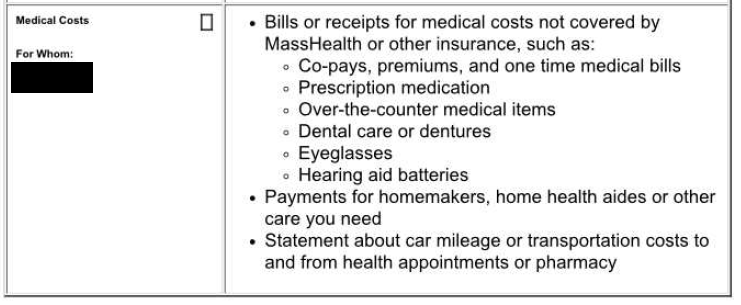 Medical Costs
For Whom:
• Bills or receipts for medical costs not covered by
MassHealth or other insurance, such as:
◦ Co-pays, premiums, and one time medical bills
◦ Prescription medication
◦ Over-the-counter medical items
◦ Dental care or dentures
◦ Eyeglasses
◦ Hearing aid batteries
• Payments for homemakers, home health aides or other
care you need
• Statement about car mileage or transportation costs to
and from health appointments or pharmacy